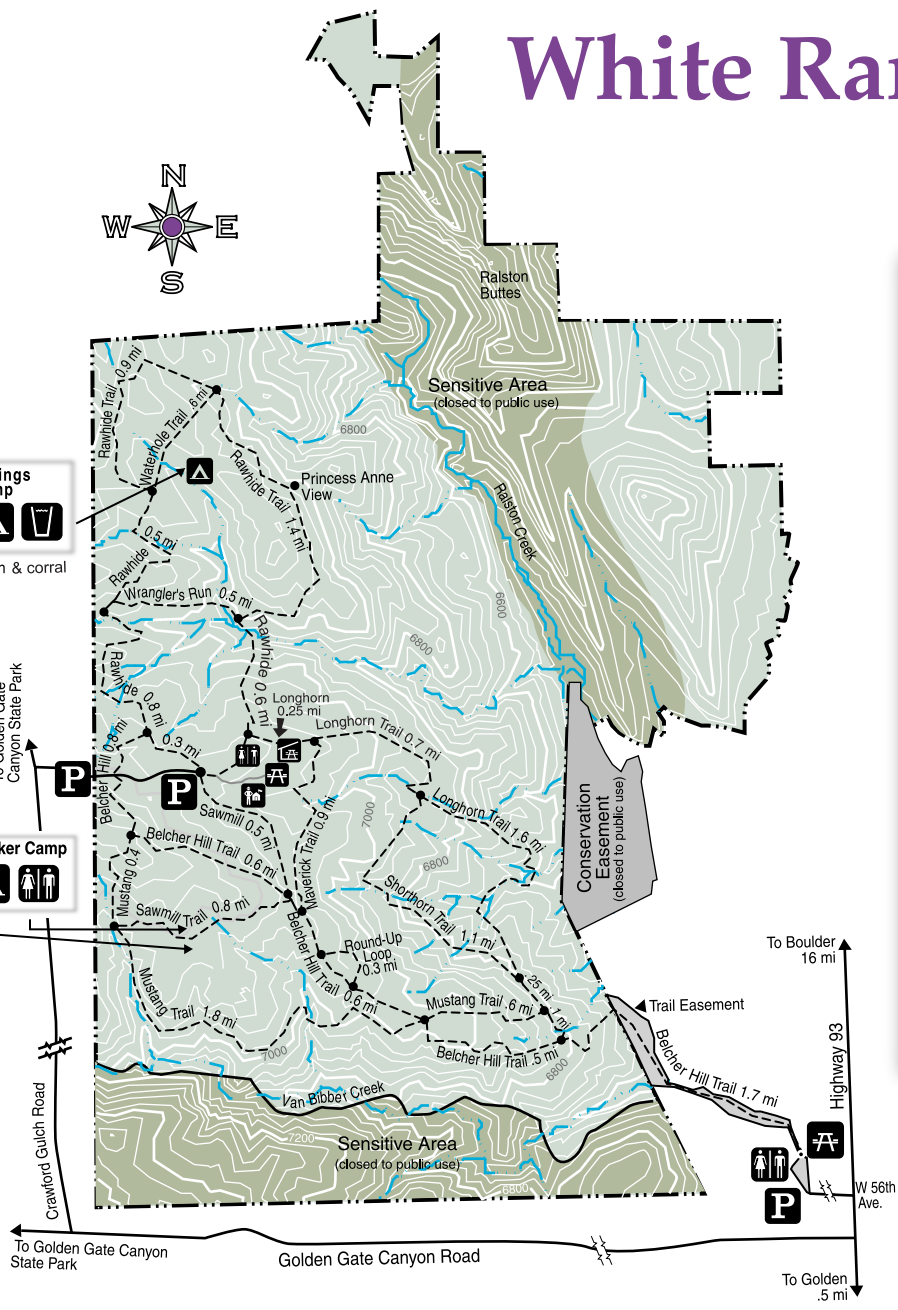 White Ra
N
W E
S
Ralston
Buttes
Sensitive Area
(closed to public use)
Rawhide Trail 0.9 mi
Waterhole Trail .6 mi
6800
Princess Anne
View
Rawhide Trail 1.4 mi
Ralston Creek
& corral
0.5 mi
Rawhide
Wrangler's Run 0.5 mi
6600
6800
Rawhide 0.6 mi
Rawhide 0.8 mi
Golden Gate
Canyon State Park
Longhorn
0.25 mi
Longhorn Trail 0.7 mi
Belcher Hill 0.8 mi
0.3 mi
P
P
Sawmill 0.5 mi
Maverick Trail 0.9 mi
7000
Longhorn Trail 1.6 mi
Conservation
Easement
(closed to public use)
Belcher Hill Trail 0.6 mi
6800
Camp
Mustang 0.4
Sawmill Trail 0.8 mi
Shorthorn Trail 1.1 mi
Belcher Hill Trail 0.6 mi
Round-Up
Loop
0.3 mi
To Boulder
16 mi
.25 mi
.1 mi
Mustang Trail 1.8 mi
Mustang Trail .6 mi
Trail Easement
Belcher Hill Trail .5 mi
7000
6800
Belcher Hill Trail 1.7 mi
Highway 93
Van Bibber Creek
7200
Sensitive Area
(closed to public use)
6800
Crawford Gulch Road
P
W 56th
Ave.
To Golden Gate Canyon
State Park
Golden Gate Canyon Road
To Golden
.5 mi